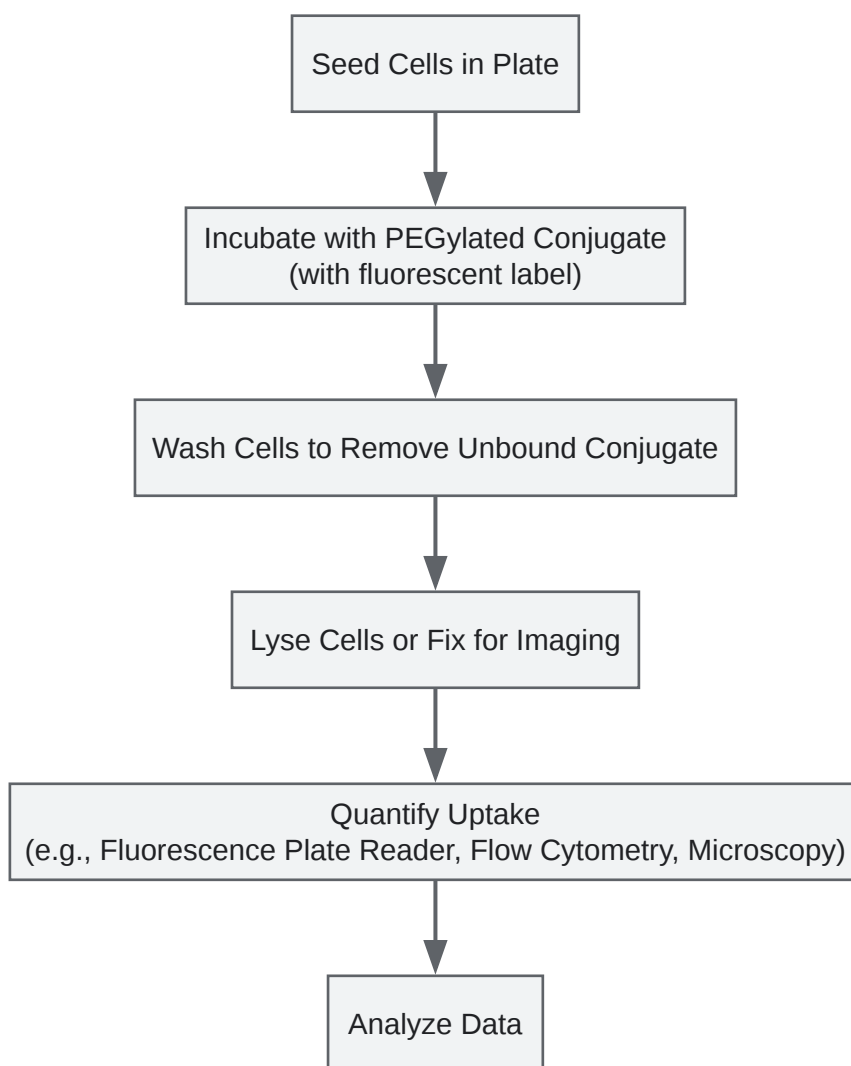 Seed Cells in Plate
Incubate with PEGylated Conjugate
(with fluorescent label)
Wash Cells to Remove Unbound Conjugate
Lyse Cells or Fix for Imaging
Quantify Uptake
(e.g., Fluorescence Plate Reader, Flow Cytometry, Microscopy)
Analyze Data